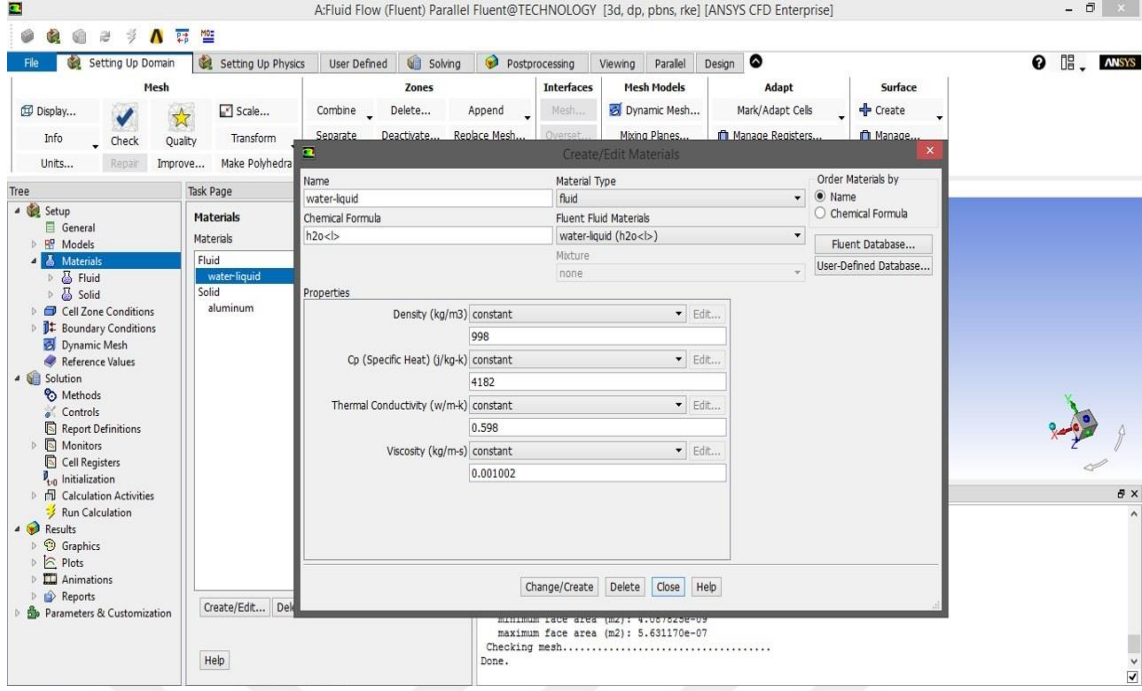 A:Fluid Flow (Fluent) Parallel Fluent@TECHNOLOGY [3d, dp, pbns, rke] [ANSYS CFD Enterprise]
File Setting Up Domain Setting Up Physics User Defined Solving Postprocessing Viewing Parallel Design ANSYS
Mesh Zones Interfaces Mesh Models Adapt Surface
Display... Scale... Combine Delete... Append Mesh... Dynamic Mesh... Mark/Adapt Cells Create
Info Check Quality Transform Separate Deactivate... Replace Mesh... Overset... Mixing Planes... Manage Registers... Manage...
Units... Repair Improve... Make Polyhedra
Create/Edit Materials
Tree
Setup
General
Models
Materials
Fluid
Solid
Cell Zone Conditions
Boundary Conditions
Dynamic Mesh
Reference Values
Solution
Methods
Controls
Report Definitions
Monitors
Cell Registers
Initialization
Calculation Activities
Run Calculation
Results
Graphics
Plots
Animations
Reports
Parameters & Customization
Task Page
Materials
Materials
Fluid
water-liquid
Solid
aluminum
Create/Edit...
Help
Name Material Type Order Materials by
water-liquid fluid Name
Chemical Formula Fluent Fluid Materials Chemical Formula
h2o<l> water-liquid (h2o<l>) Fluent Database...
Mixture User-Defined Database...
none
Properties
Density (kg/m3) constant Edit...
998
Cp (Specific Heat) (j/kg-k) constant Edit...
4182
Thermal Conductivity (w/m-k) constant Edit...
0.598
Viscosity (kg/m-s) constant Edit...
0.001002
Change/Create Delete Close Help
Y
X
Z
minimum face area (m2): 4.087825e-09
maximum face area (m2): 5.631170e-07
Checking mesh....................................
Done.